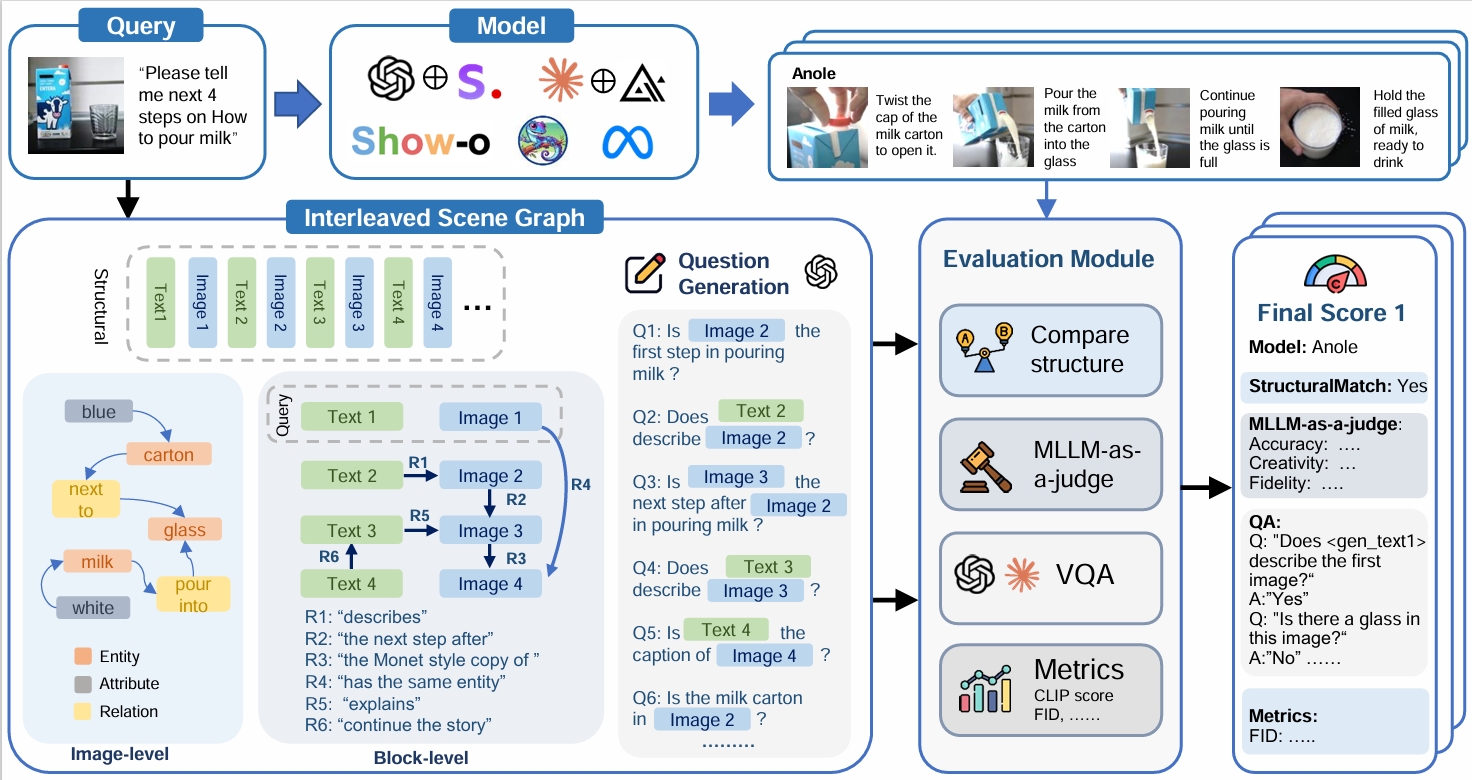 Query
“Please tell
me next 4
steps on How
to pour milk”
Model
S.
Show-o
Anole
Twist the
cap of the
milk carton
to open it.
Pour the
milk from
the carton
into the
glass
Continue
pouring
milk until
the glass is
full
Hold the
filled glass
of milk,
ready to
drink
Interleaved Scene Graph
Structural
Text1
Image 1
Text 2
Image 2
Text 3
Image 3
Text 4
Image 4
...
blue
carton
next
to
glass
milk
pour
into
white
Entity
Attribute
Relation
Image-level
Query
Text 1
Image 1
Text 2
R1
Image 2
R2
R4
Text 3
R5
Image 3
R6
R3
Text 4
Image 4
R1: “describes”
R2: “the next step after”
R3: “the Monet style copy of ”
R4: “has the same entity”
R5:  “explains”
R6: “continue the story”
Block-level
Question
Generation
Q1: Is Image 2 the
first step in pouring
milk ?
Q2: Does Text 2
describe Image 2 ?
Q3: Is Image 3 the
next step after Image 2
in pouring milk ?
Q4: Does Text 3
describe Image 3 ?
Q5: Is Text 4 the
caption of Image 4 ?
Q6: Is the milk carton
in Image 2 ?
.........
Evaluation Module
A B
Compare
structure
MLLM-as-
a-judge
VQA
Metrics
CLIP score
FID, ……
C
Final Score 1
Model: Anole
StructuralMatch: Yes
MLLM-as-a-judge:
Accuracy:  ….
Creativity:  …
Fidelity:  ….
QA:
Q: "Does <gen_text1>
describe the first
image?“
A:”Yes”
Q: "Is there a glass in
this image?“
A:”No” ……
Metrics:
FID: …..